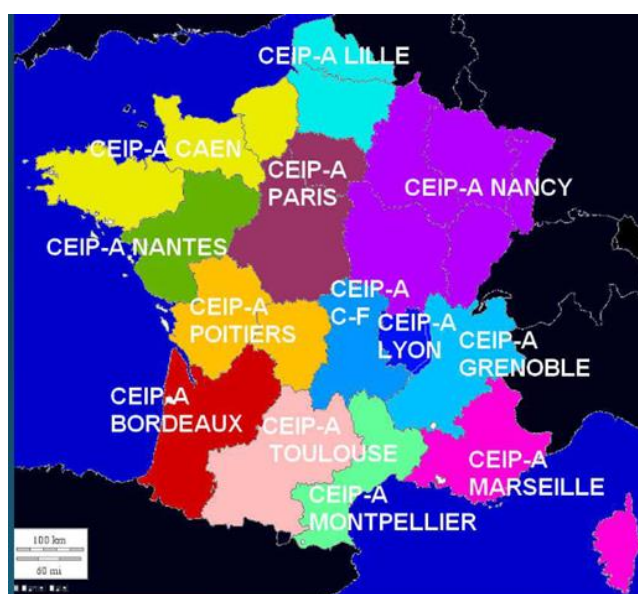 CEIP-A LILLE
CEIP-A CAEN
CEIP-A
PARIS
CEIP-A NANCY
CEIP-A NANTES
CEIP-A
C-F
CEIP-A
POITIERS
CEIP-A
LYON
CEIP-A
GRENOBLE
CEIP-A
BORDEAUX
CEIP-A
TOULOUSE
CEIP-A
MARSEILLE
CEIP-A
MONTPELLIER
100 km
60 mi